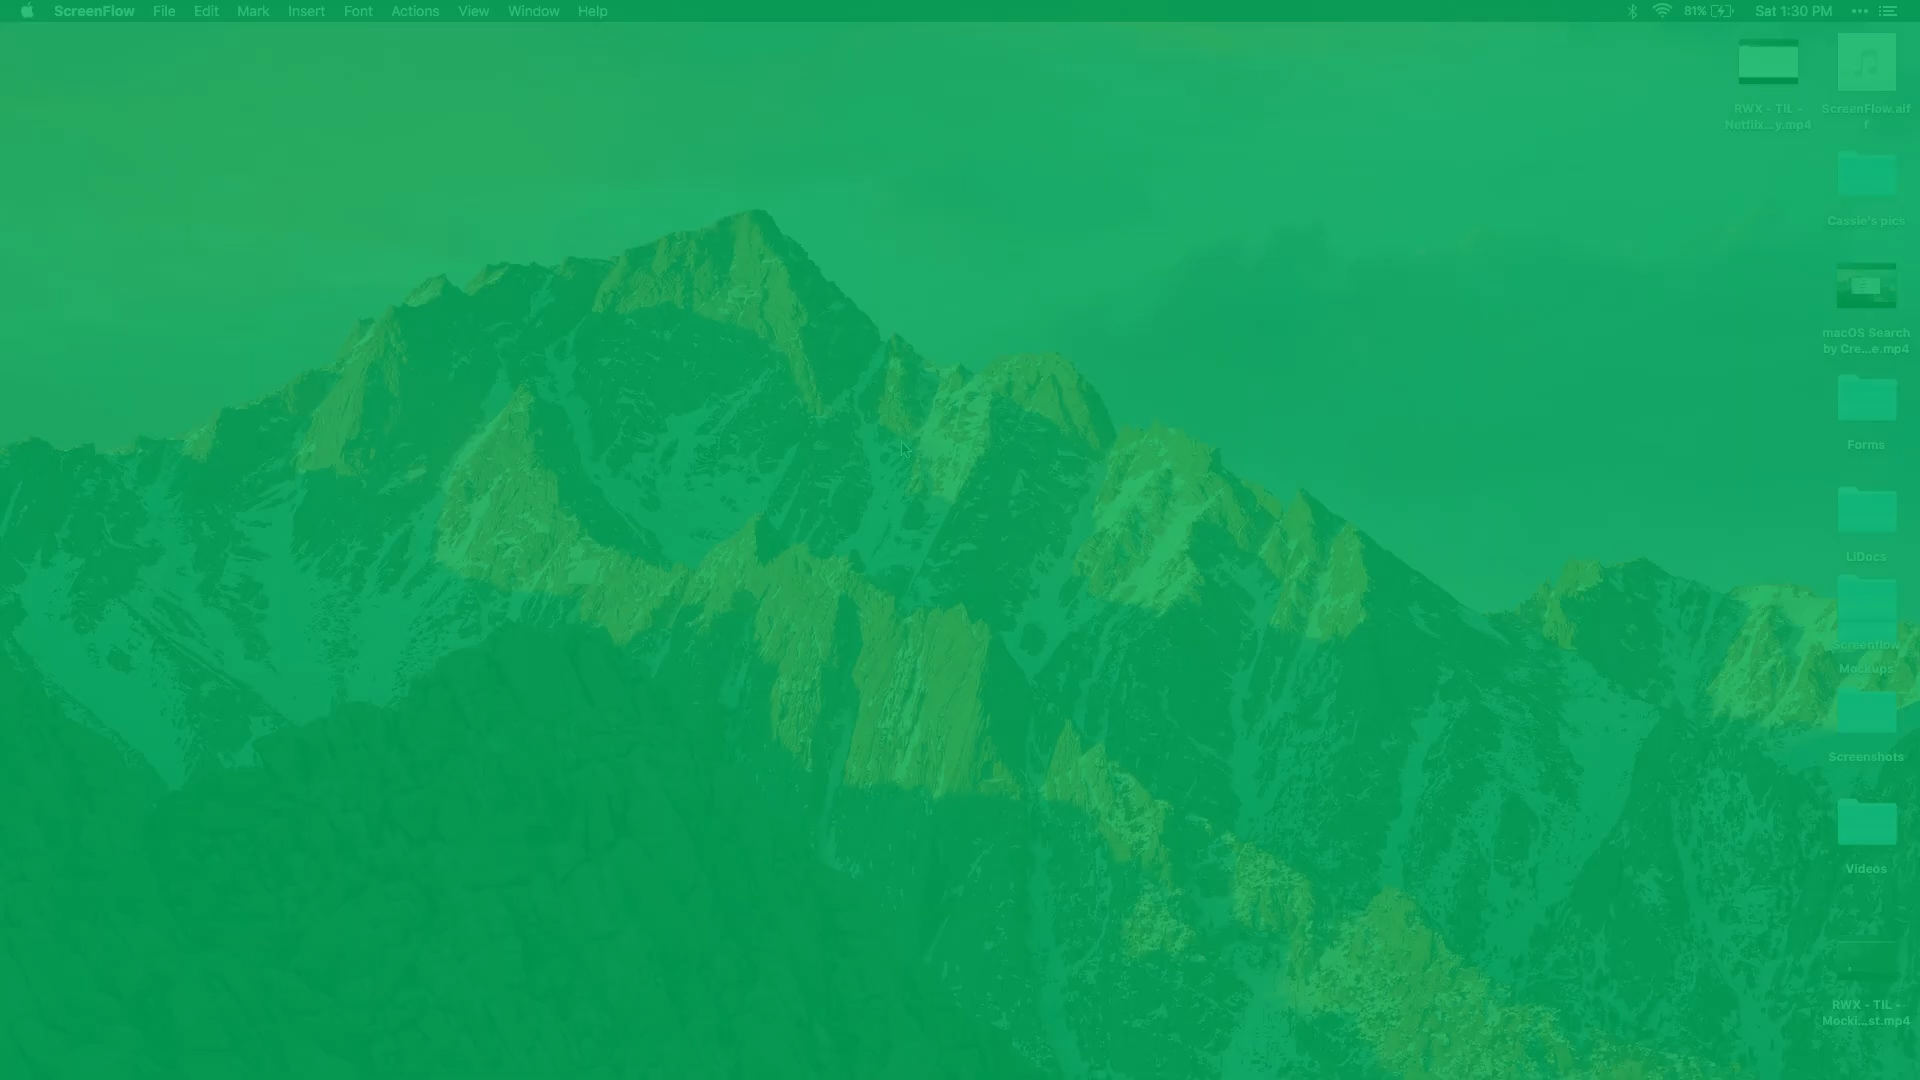 ScreenFlow File Edit Mark Insert Font Actions View Window Help
81% Sat 1:30 PM
RWX - TIL -
Netflix...y.mp4
ScreenFlow.aif
f
Cassie's pics
macOS Search
by Cre...e.mp4
Forms
LiDocs
Screenflow
Mockups
Screenshots
Videos
RWX - TIL -
Mocki...st.mp4